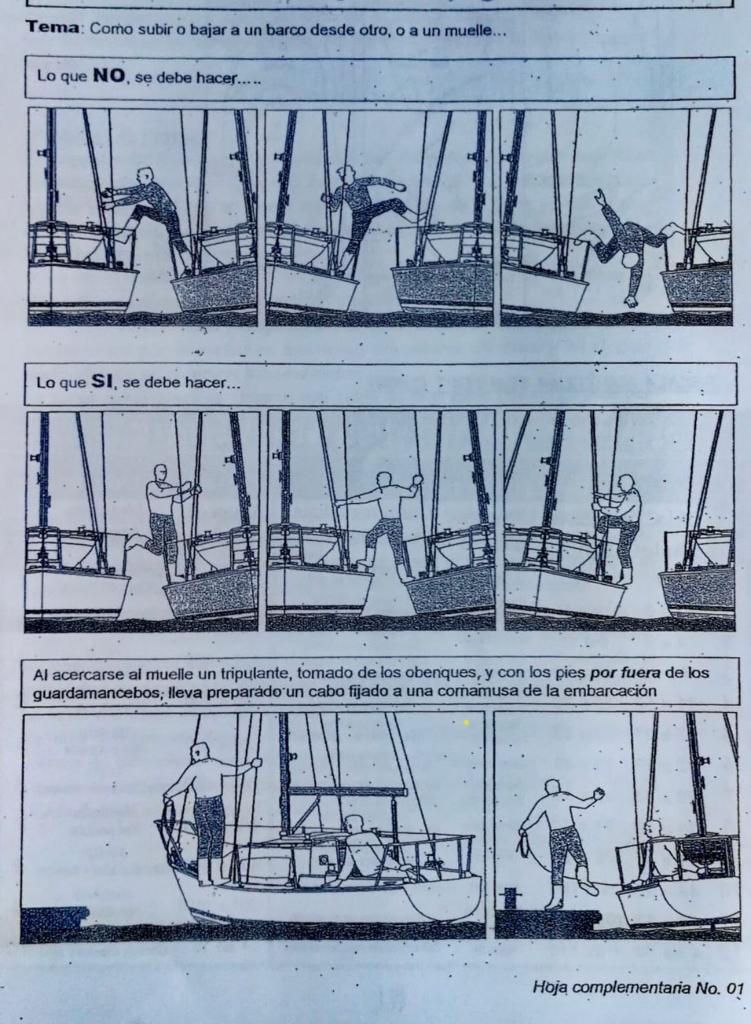 Tema: Como subir o bajar a un barco desde otro, o a un muelle...
Lo que NO, se debe hacer.....
Lo que SI, se debe hacer...
Al acercarse al muelle un tripulante, tomado de los obenques, y con los pies por fuera de los
guardamancebos, lleva preparado un cabo fijado a una cornamusa de la embarcación
Hoja complementaria No. 01